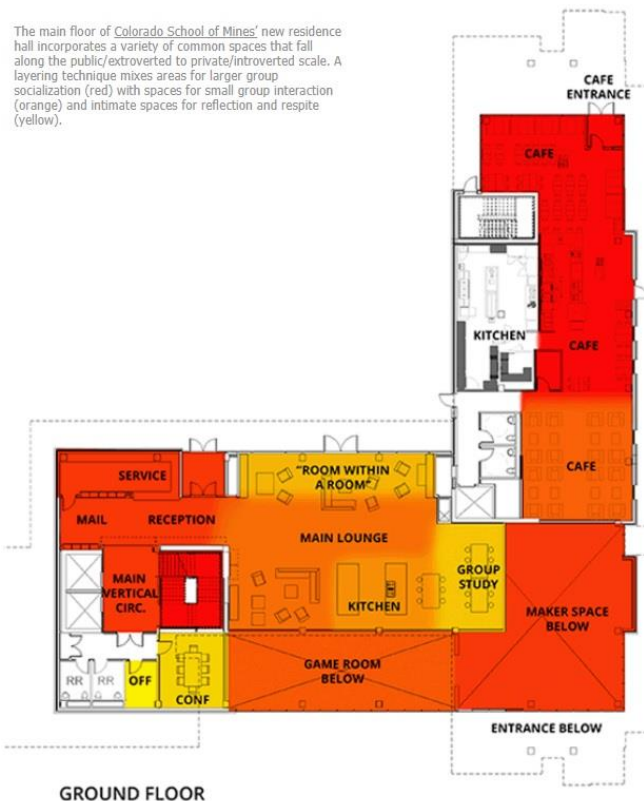 The main floor of Colorado School of Mines' new residence
hall incorporates a variety of common spaces that fall
along the public/extroverted to private/introverted scale. A
layering technique mixes areas for larger group
socialization (red) with spaces for small group interaction
(orange) and intimate spaces for reflection and respite
(yellow).
CAFE
ENTRANCE
CAFE
KITCHEN
CAFE
CAFE
SERVICE
"ROOM WITHIN
A ROOM"
MAIL
RECEPTION
MAIN LOUNGE
MAIN
VERTICAL
CIRC.
GROUP
STUDY
KITCHEN
MAKER SPACE
BELOW
GAME ROOM
BELOW
RR
RR
OFF
CONF
ENTRANCE BELOW
GROUND FLOOR